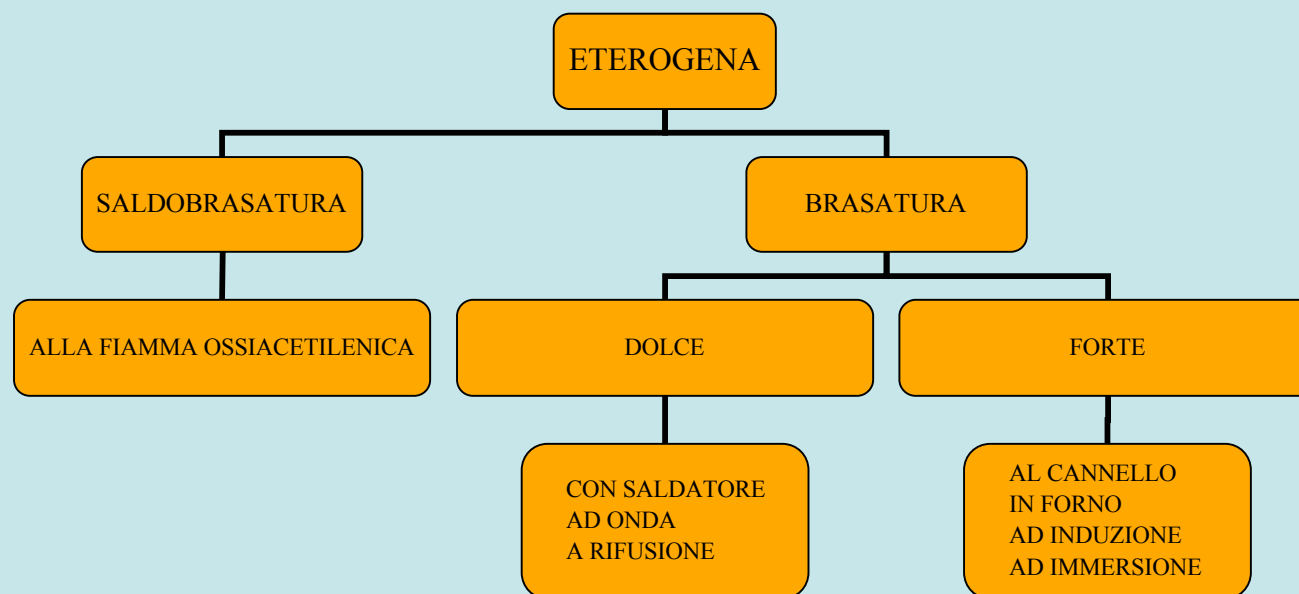 ETEROGENA
SALDOBRASATURA
BRASATURA
ALLA FIAMMA OSSIACETILENICA
DOLCE
FORTE
CON SALDATORE
AD ONDA
A RIFUSIONE
AL CANNELLO
IN FORNO
AD INDUZIONE
AD IMMERSIONE